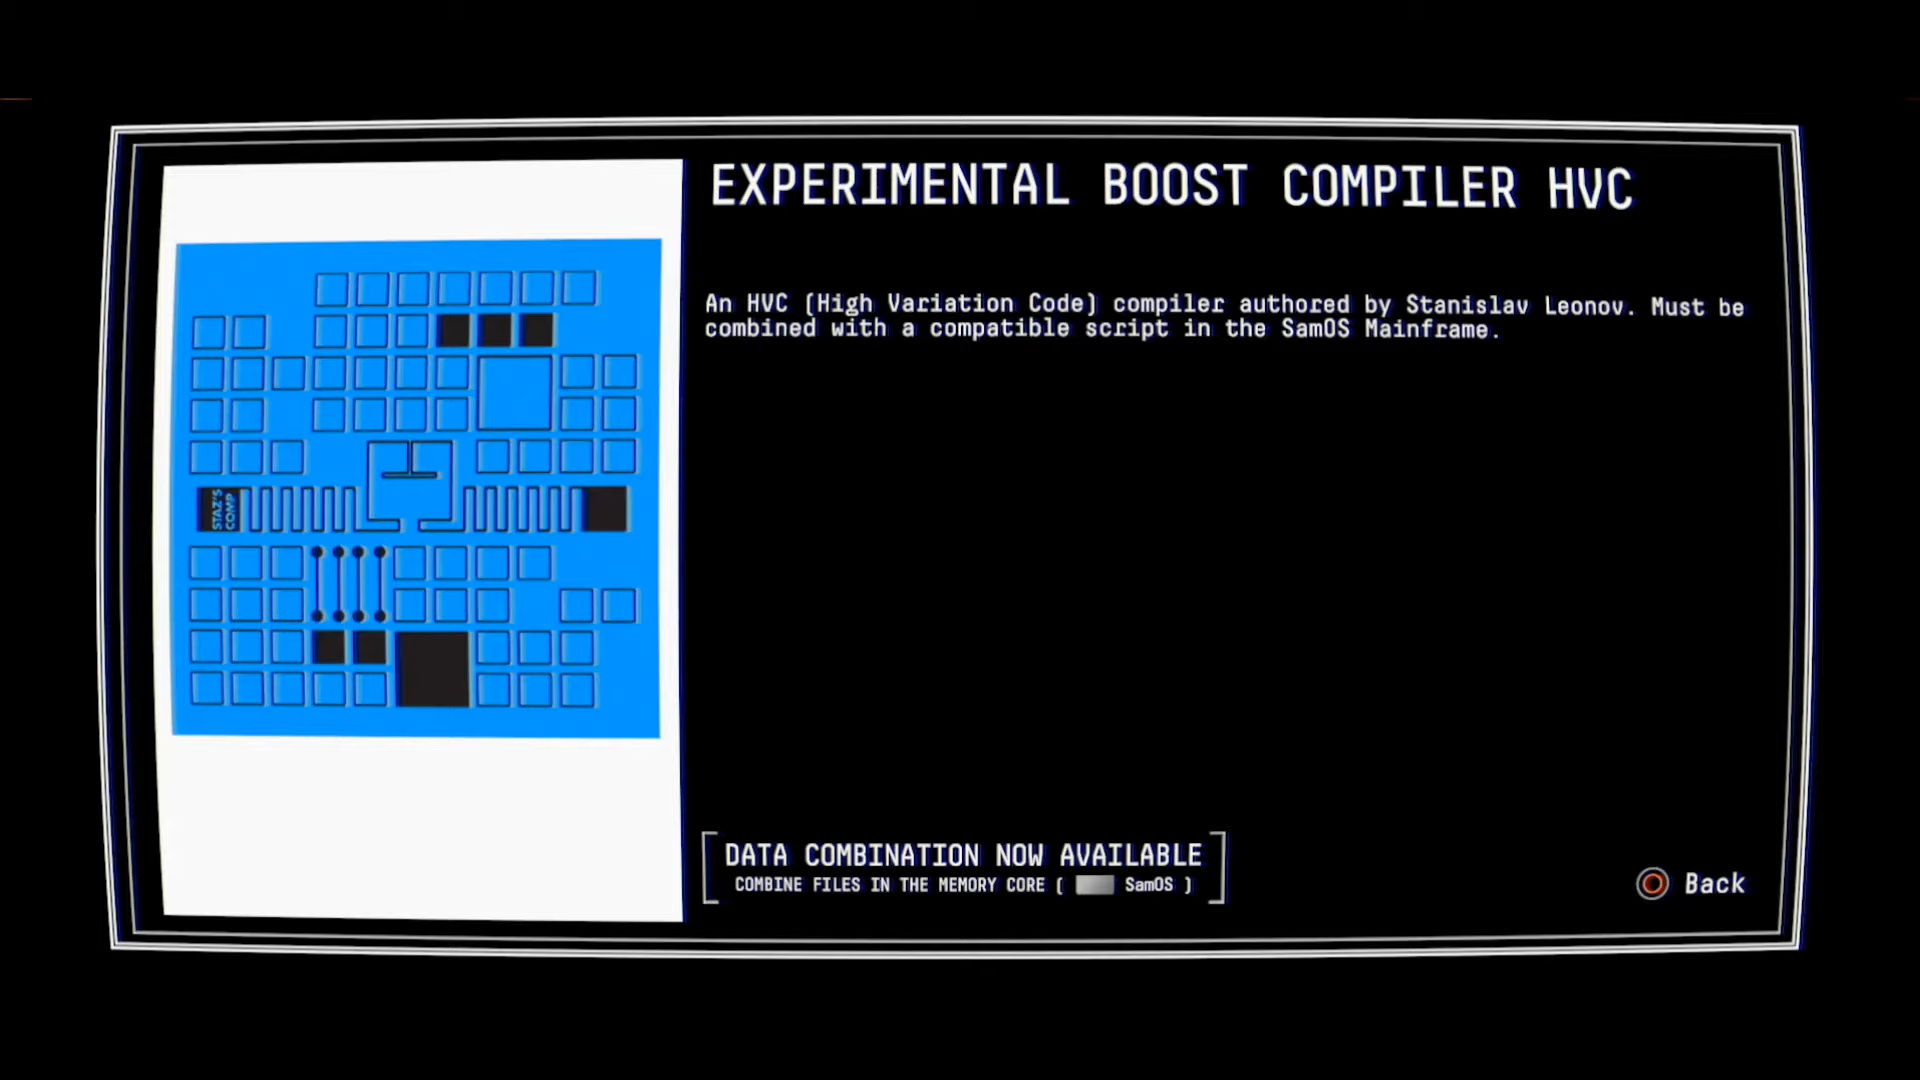 EXPERIMENTAL BOOST COMPILER HVC
An HVC (High Variation Code) compiler authored by Stanislav Leonov. Must be
combined with a compatible script in the SamOS Mainframe.
STAZ'S
COMP
DATA COMBINATION NOW AVAILABLE
COMBINE FILES IN THE MEMORY CORE ( SamOS )
Back